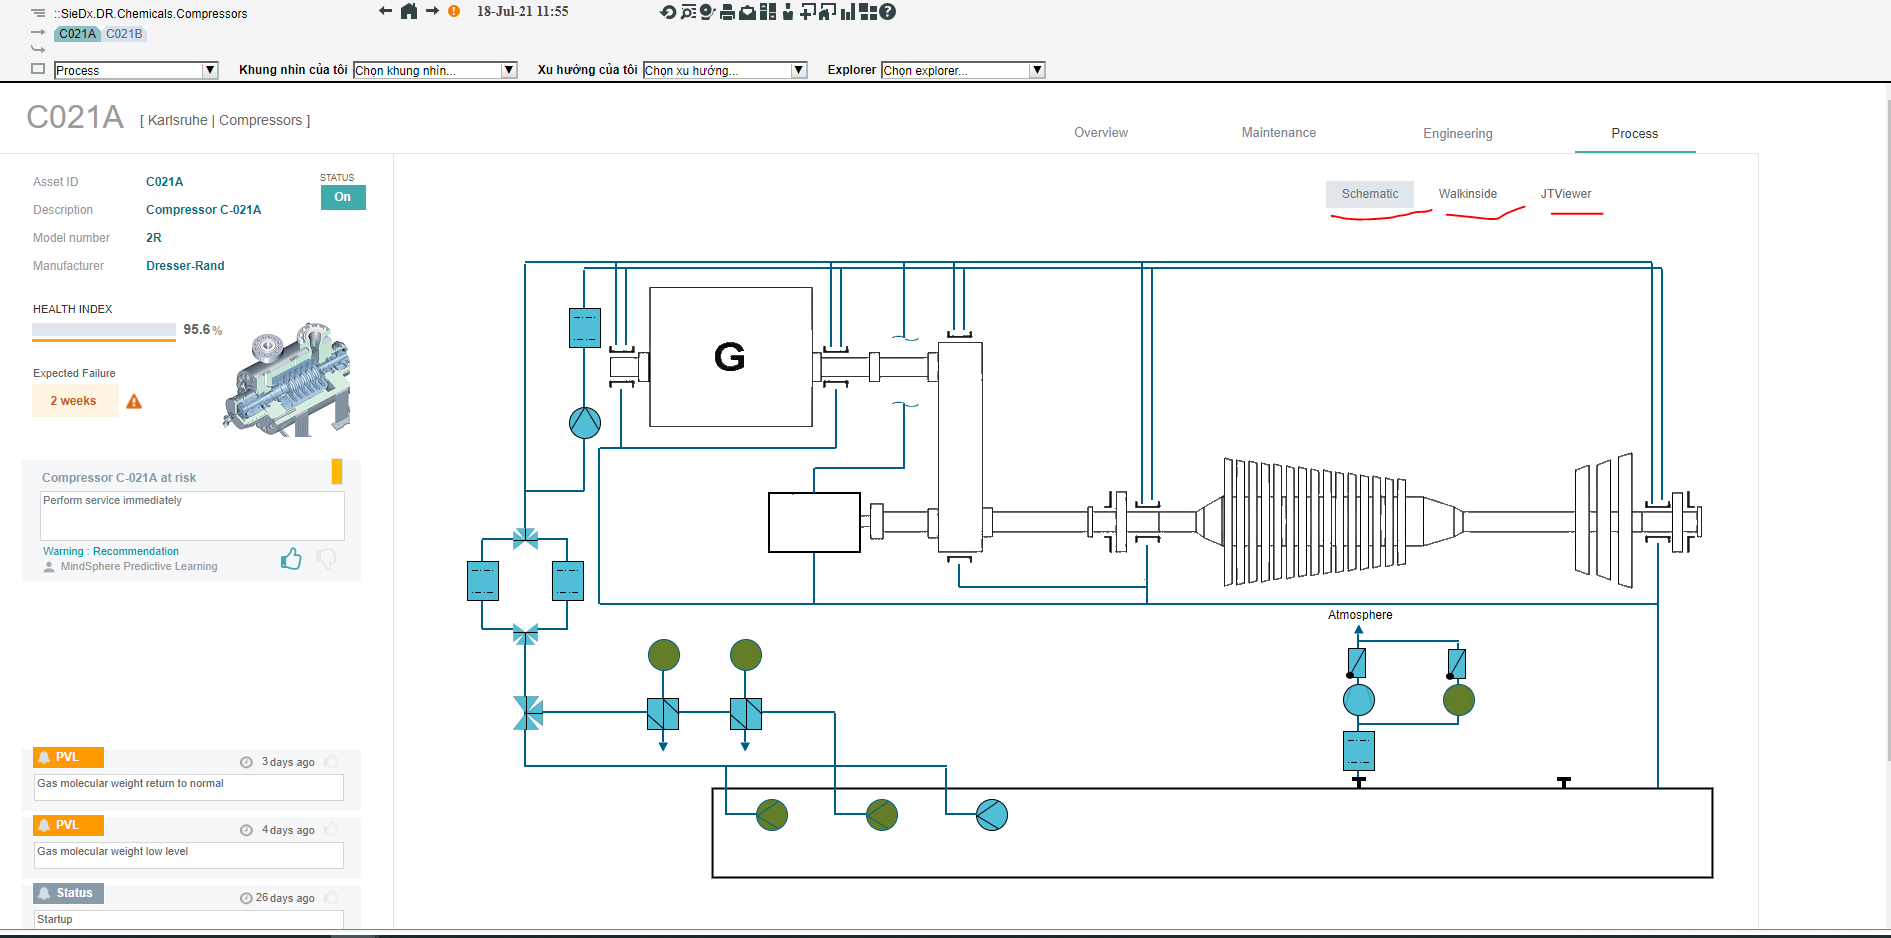 ::SieDx.DR.Chemicals.Compressors
18-Jul-21 11:55
C021A C021B
Process Khung nhìn của tôi Chọn khung nhìn... Xu hướng của tôi Chọn xu hướng... Explorer Chọn explorer...
C021A [ Karlsruhe | Compressors ]
Overview Maintenance Engineering Process
Asset ID C021A
STATUS
On
Description Compressor C-021A
Model number 2R
Manufacturer Dresser-Rand
Schematic Walkinside JTViewer
HEALTH INDEX
95.6 %
Expected Failure
2 weeks
Compressor C-021A at risk
Perform service immediately
Warning : Recommendation
MindSphere Predictive Learning
PVL 3 days ago
Gas molecular weight return to normal
PVL 4 days ago
Gas molecular weight low level
Status 26 days ago
Startup
G
Atmosphere